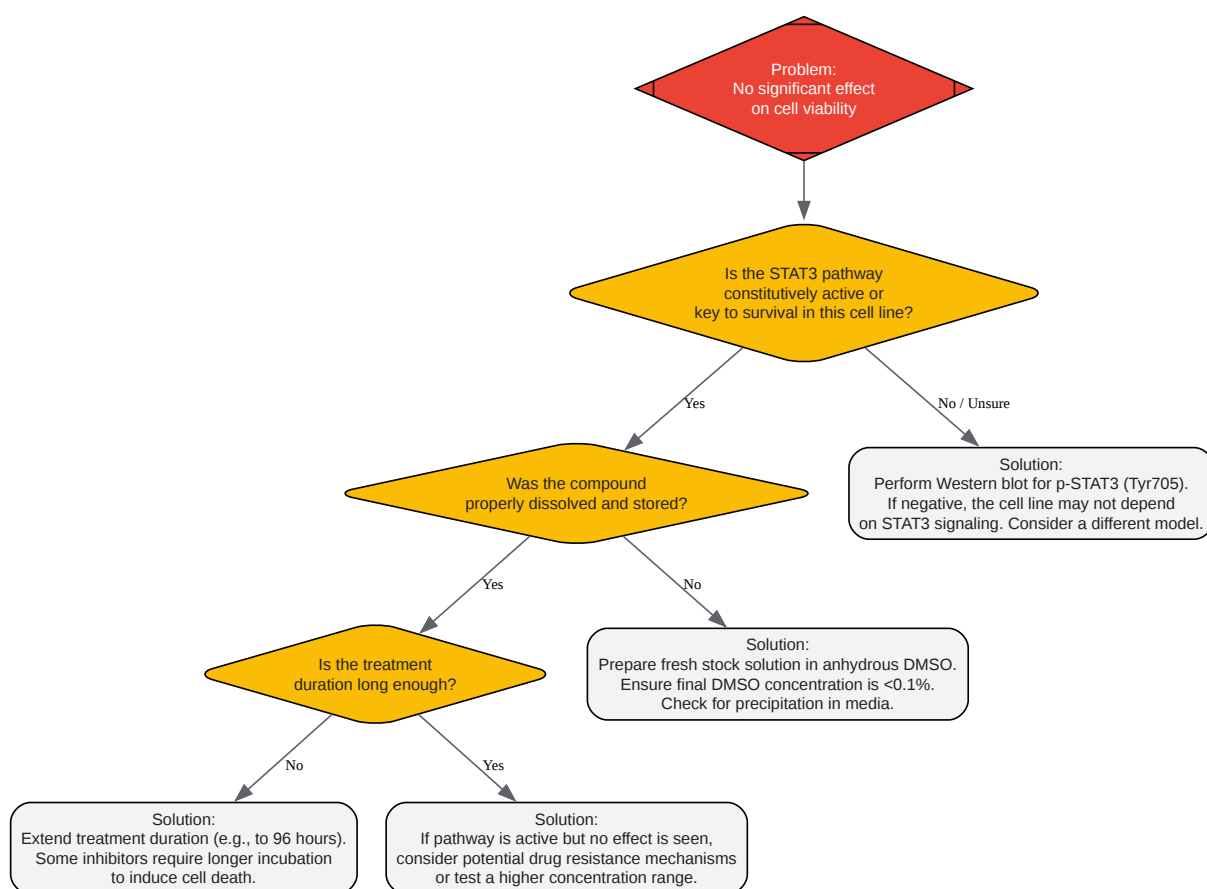 Problem:
No significant effect
on cell viability
Is the STAT3 pathway
constitutively active or
key to survival in this cell line?
Yes
No / Unsure
Was the compound
properly dissolved and stored?
Solution:
Perform Western blot for p-STAT3 (Tyr705).
If negative, the cell line may not depend
on STAT3 signaling. Consider a different model.
Yes
No
Is the treatment
duration long enough?
Solution:
Prepare fresh stock solution in anhydrous DMSO.
Ensure final DMSO concentration is <0.1%.
Check for precipitation in media.
No
Yes
Solution:
Extend treatment duration (e.g., to 96 hours).
Some inhibitors require longer incubation
to induce cell death.
Solution:
If pathway is active but no effect is seen,
consider potential drug resistance mechanisms
or test a higher concentration range.